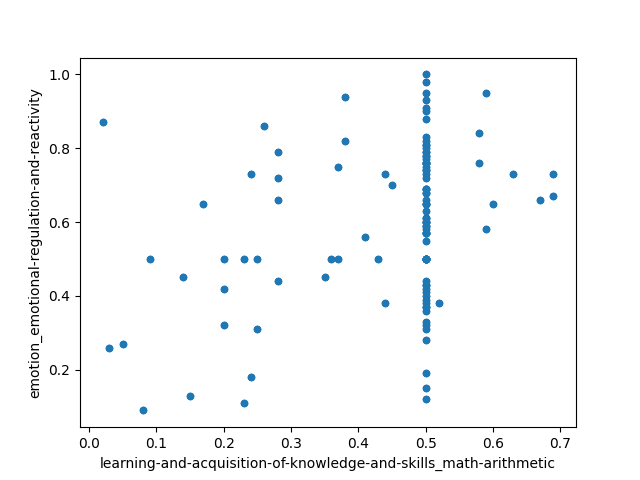 1.0
0.8
0.6
0.4
0.2
emotion_emotional-regulation-and-reactivity
0.0 0.1 0.2 0.3 0.4 0.5 0.6 0.7
learning-and-acquisition-of-knowledge-and-skills_math-arithmetic